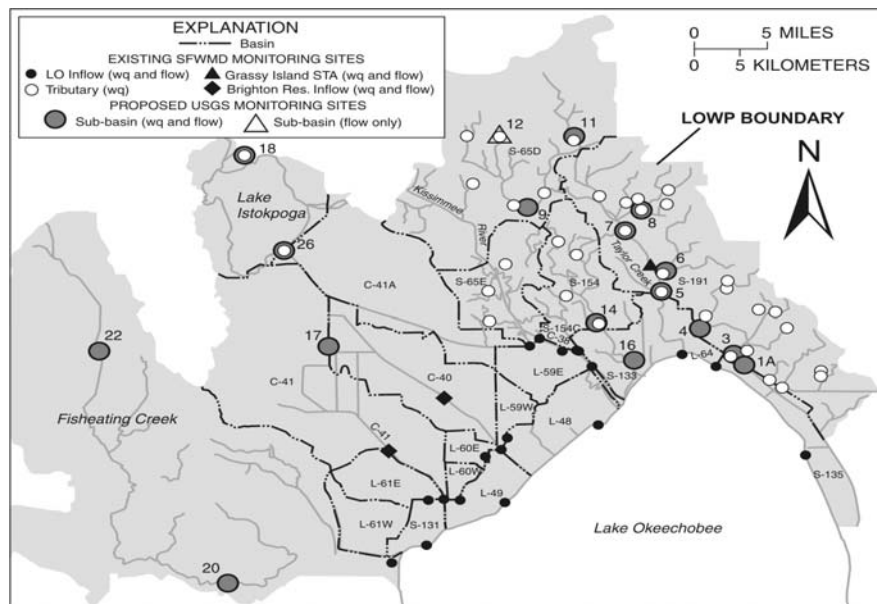 EXPLANATION
Basin
EXISTING SFWMD MONITORING SITES
LO Inflow (wq and flow)
Grassy Island STA (wq and flow)
Tributary (wq)
Brighton Res. Inflow (wq and flow)
PROPOSED USGS MONITORING SITES
Sub-basin (wq and flow)
Sub-basin (flow only)
0 5 MILES
0 5 KILOMETERS
LOWP BOUNDARY
N
12
11
S-65D
18
Lake
Istokpoga
Kissimmee
River
9
8
7
Taylor Creek
6
S-191
5
26
C-41A
S-65E
S-154
14
4
22
17
S-154C
C-38
16
3
1A
L-64
S-133
L-59E
C-41
C-40
L-59W
L-48
Fisheating Creek
C-41
L-60E
L-60W
S-135
L-61E
L-49
L-61W
S-131
Lake Okeechobee
20